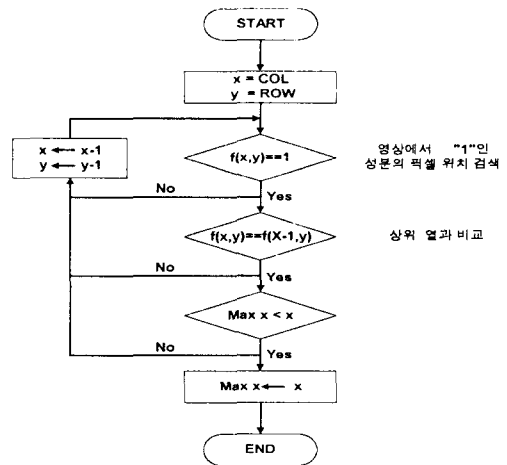 START
x = COL
y = ROW
x ← x-1
y ← y-1
f(x,y)==1
영상에서 "1"인
성분의 픽셀 위치 검색
No
Yes
f(x,y)==f(X-1,y)
상위 열과 비교
No
Yes
Max x < x
No
Yes
Max x ← x
END